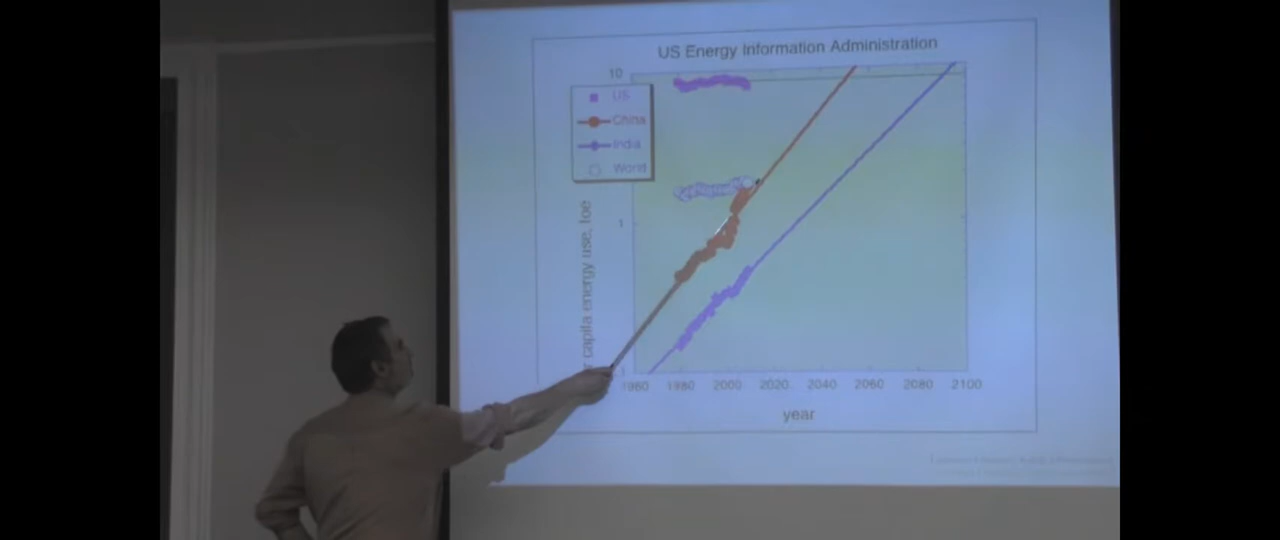 US Energy Information Administration
10
US
China
India
World
1
capita energy use, toe
1960 1980 2000 2020 2040 2060 2080 2100
year